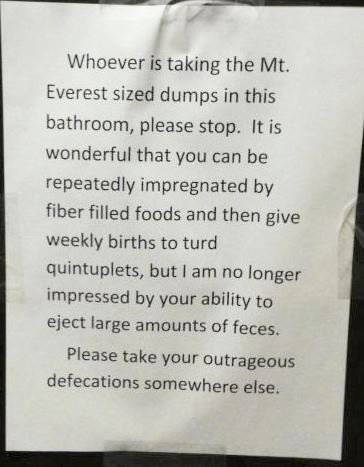 Whoever is taking the Mt.
Everest sized dumps in this
bathroom, please stop. It is
wonderful that you can be
repeatedly impregnated by
fiber filled foods and then give
weekly births to turd
quintuplets, but I am no longer
impressed by your ability to
eject large amounts of feces.
Please take your outrageous
defecations somewhere else.